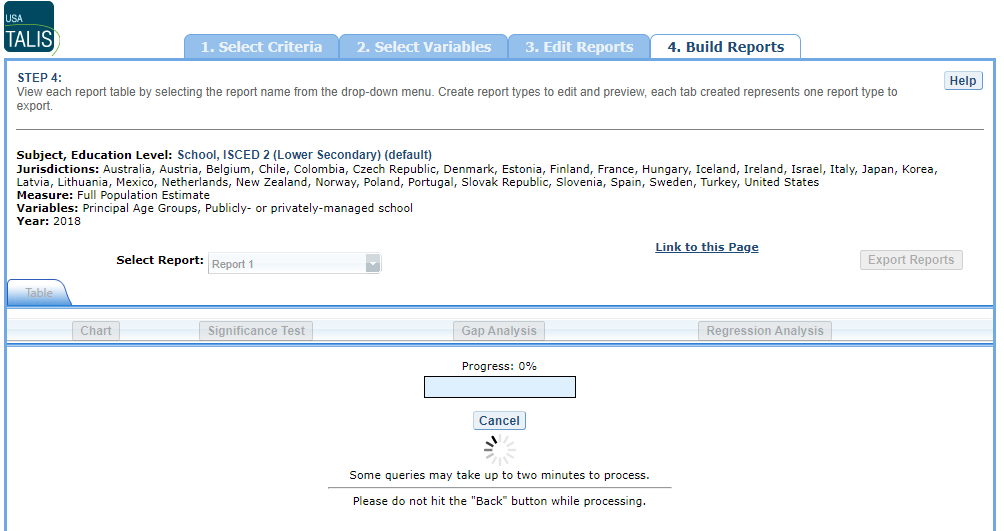 USA
TALIS
1. Select Criteria
2. Select Variables
3. Edit Reports
4. Build Reports
STEP 4:
Help
View each report table by selecting the report name from the drop-down menu. Create report types to edit and preview, each tab created represents one report type to
export.
Subject, Education Level: School, ISCED 2 (Lower Secondary) (default)
Jurisdictions: Australia, Austria, Belgium, Chile, Colombia, Czech Republic, Denmark, Estonia, Finland, France, Hungary, Iceland, Ireland, Israel, Italy, Japan, Korea,
Latvia, Lithuania, Mexico, Netherlands, New Zealand, Norway, Poland, Portugal, Slovak Republic, Slovenia, Spain, Sweden, Turkey, United States
Measure: Full Population Estimate
Variables: Principal Age Groups, Publicly- or privately-managed school
Year: 2018
Link to this Page
Select Report: Report 1
Export Reports
Table
Chart
Significance Test
Gap Analysis
Regression Analysis
Progress: 0%
Cancel
Some queries may take up to two minutes to process.
Please do not hit the "Back" button while processing.